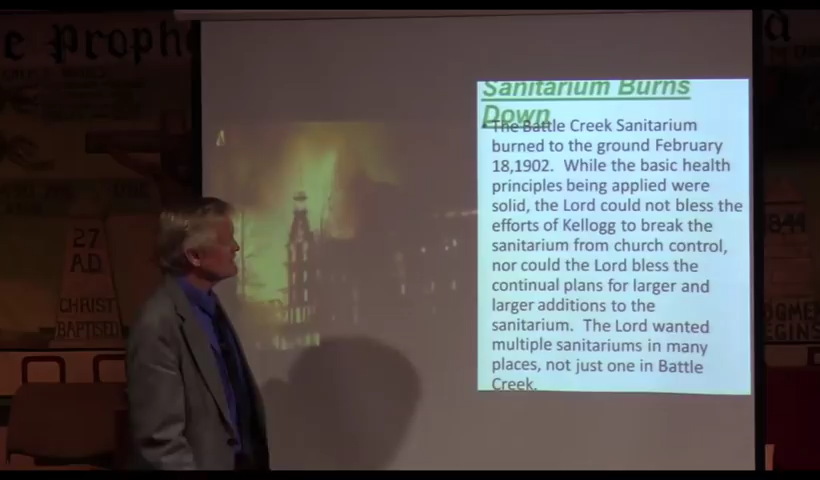 e Proph
a
Sanitarium Burns
Down
•The Battle Creek Sanitarium
burned to the ground February
18,1902.  While the basic health
principles being applied were
solid, the Lord could not bless the
efforts of Kellogg to break the
sanitarium from church control,
nor could the Lord bless the
continual plans for larger and
larger additions to the
sanitarium.  The Lord wanted
multiple sanitariums in many
places, not just one in Battle
Creek.
27
A.D.
CHRIST
BAPTISED
1844